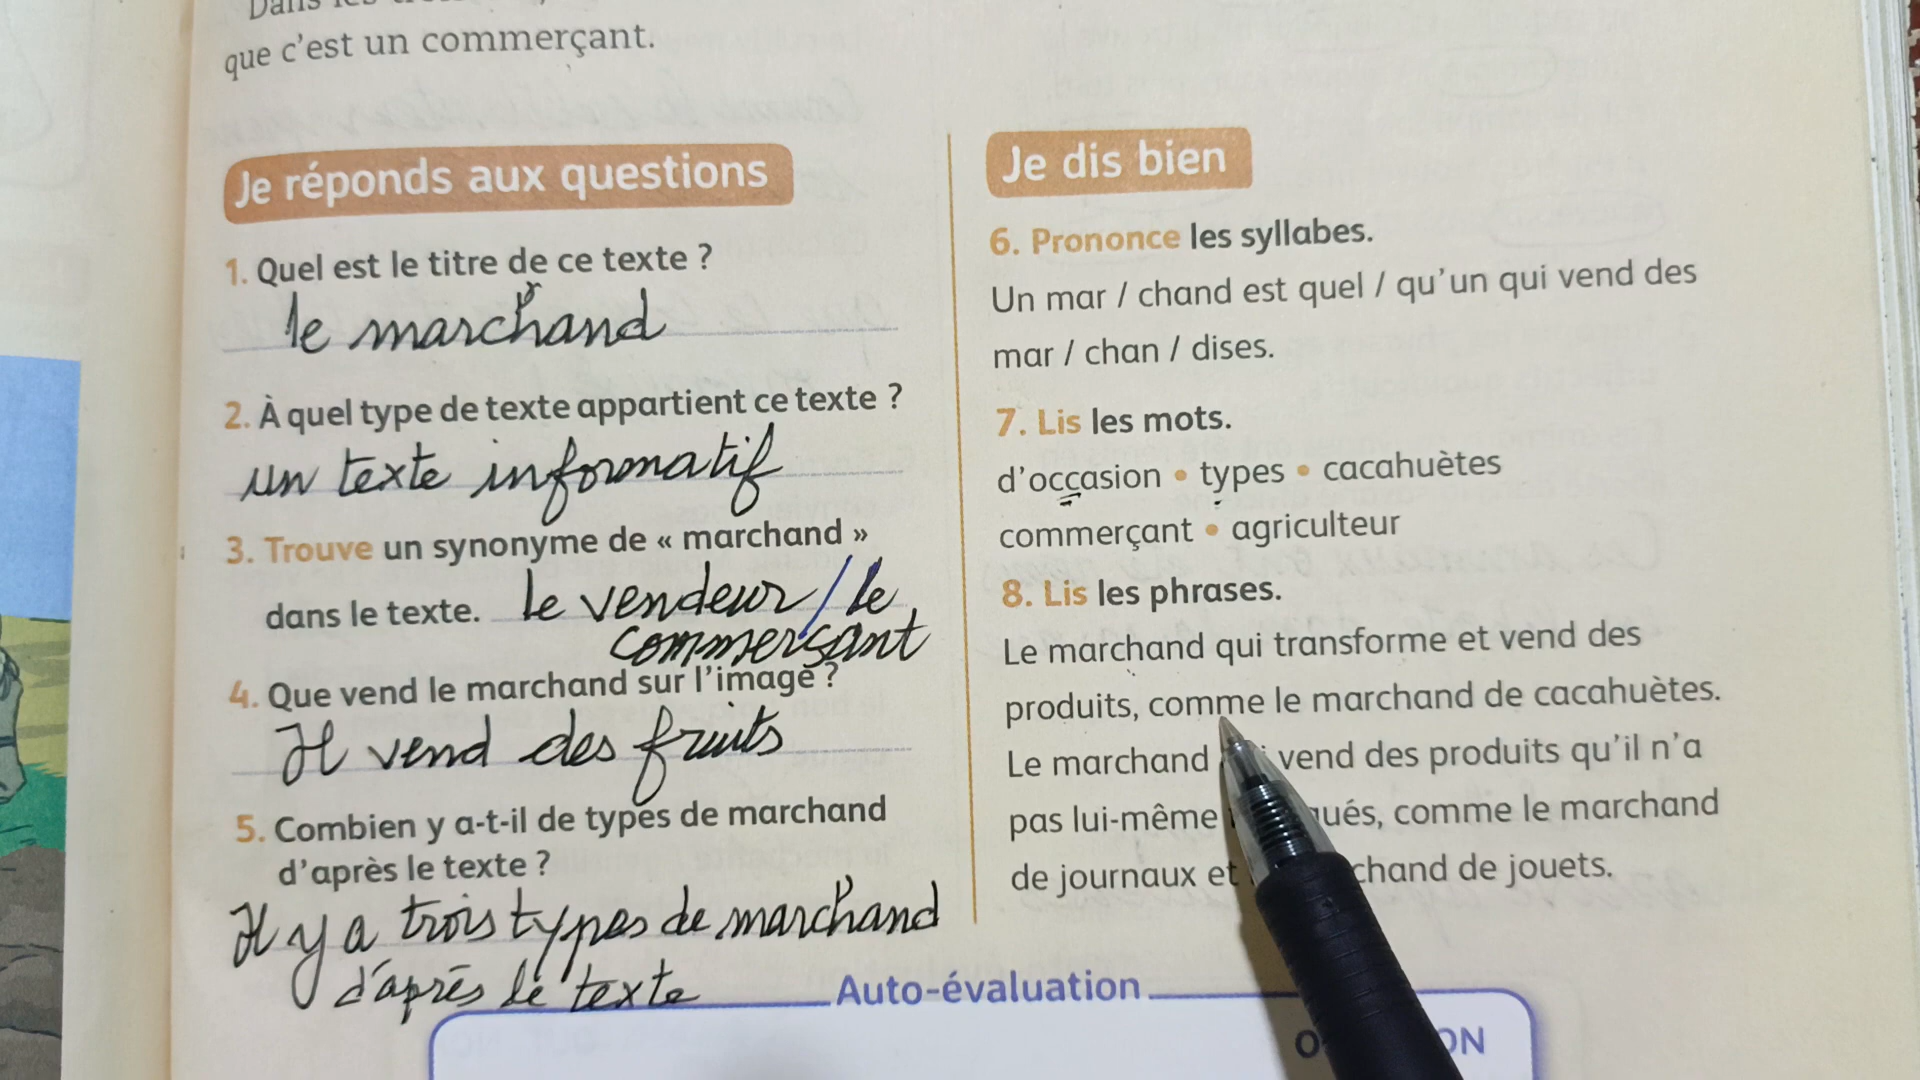 Dans les
que c'est un commerçant.
Je réponds aux questions
1. Quel est le titre de ce texte ?
le marchand
2. À quel type de texte appartient ce texte ?
un texte informatif
3. Trouve un synonyme de « marchand »
dans le texte. le vendeur / le
commerçant
4. Que vend le marchand sur l'image ?
Il vend des fruits
5. Combien y a-t-il de types de marchand
d'après le texte ?
Il y a trois types de marchand
d'après le texte
Je dis bien
6. Prononce les syllabes.
Un mar / chand est quel / qu'un qui vend des
mar / chan / dises.
7. Lis les mots.
d'occasion • types • cacahuètes
commerçant • agriculteur
8. Lis les phrases.
Le marchand qui transforme et vend des
produits, comme le marchand de cacahuètes.
Le marchand vend des produits qu'il n'a
pas lui-même comme le marchand
de journaux et de jouets.
Auto-évaluation